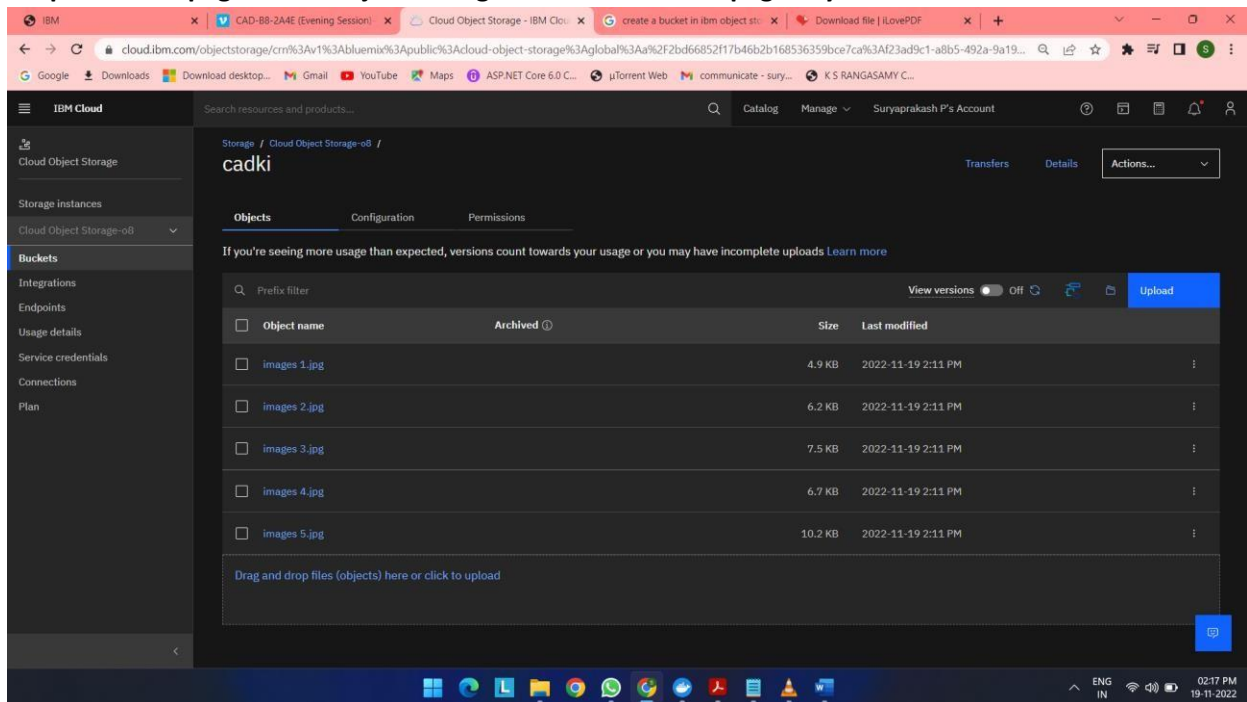 IBM
CAD-BB-2A4E (Evening Session)
Cloud Object Storage - IBM Clou
create a bucket in ibm object sto
Download file | iLovePDF
cloud.ibm.com/objectstorage/crn%3Av1%3Abluemix%3Apublic%3Acloud-object-storage%3Aglobal%3Aa%2F2bd66852f17b46b2b168536359bce7ca%3Af23ad9c1-a8b5-492a-9a19...
S
Google
Downloads
Download desktop...
Gmail
YouTube
Maps
ASP.NET Core 6.0 C...
µTorrent Web
communicate - sury...
K S RANGASAMY C...
IBM Cloud
Search resources and products...
Catalog
Manage
Suryaprakash P's Account
Cloud Object Storage
Storage instances
Cloud Object Storage-o8
Buckets
Integrations
Endpoints
Usage details
Service credentials
Connections
Plan
Storage / Cloud Object Storage-o8 /
cadki
Transfers
Details
Actions...
Objects
Configuration
Permissions
If you're seeing more usage than expected, versions count towards your usage or you may have incomplete uploads Learn more
Prefix filter
View versions Off
Upload
Object name Archived Size Last modified
images 1.jpg 4.9 KB 2022-11-19 2:11 PM
images 2.jpg 6.2 KB 2022-11-19 2:11 PM
images 3.jpg 7.5 KB 2022-11-19 2:11 PM
images 4.jpg 6.7 KB 2022-11-19 2:11 PM
images 5.jpg 10.2 KB 2022-11-19 2:11 PM
Drag and drop files (objects) here or click to upload
ENG
IN
02:17 PM
19-11-2022